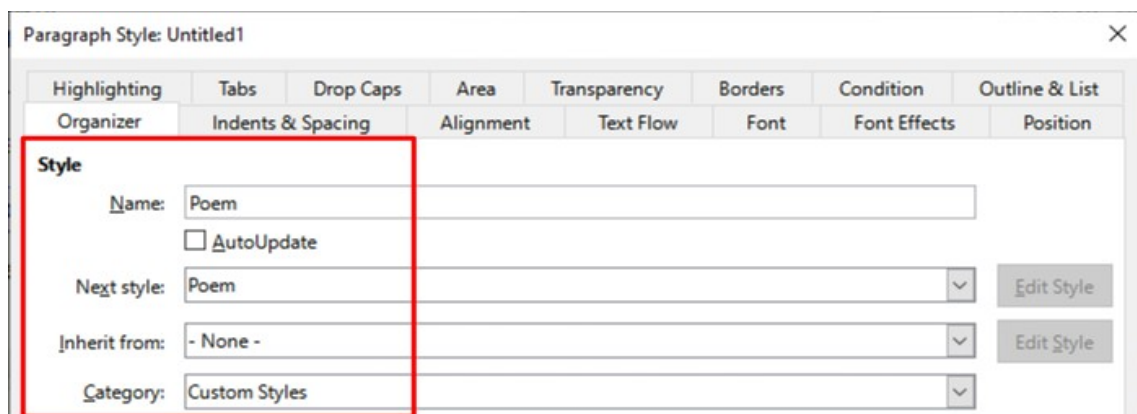 Paragraph Style: Untitled1
Highlighting Tabs Drop Caps Area Transparency Borders Condition Outline & List
Organizer Indents & Spacing Alignment Text Flow Font Font Effects Position
Style
Name: Poem
AutoUpdate
Next style: Poem Edit Style
Inherit from: - None - Edit Style
Category: Custom Styles